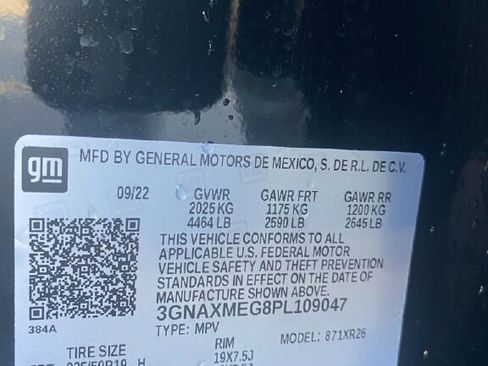 gm
MFD BY GENERAL MOTORS DE MEXICO, S. DE R.L. DE C.V.
09/22 GVWR GAWR FRT GAWR RR
2025 KG 1175 KG 1200 KG
4464 LB 2590 LB 2645 LB
THIS VEHICLE CONFORMS TO ALL
APPLICABLE U.S. FEDERAL MOTOR
VEHICLE SAFETY AND THEFT PREVENTION
STANDARDS IN EFFECT ON THE DATE OF
MANUFACTURE SHOWN ABOVE.
3GNAXMEG8PL109047
384A
TYPE: MPV MODEL: 871XR26
TIRE SIZE RIM
H 19X7.5J